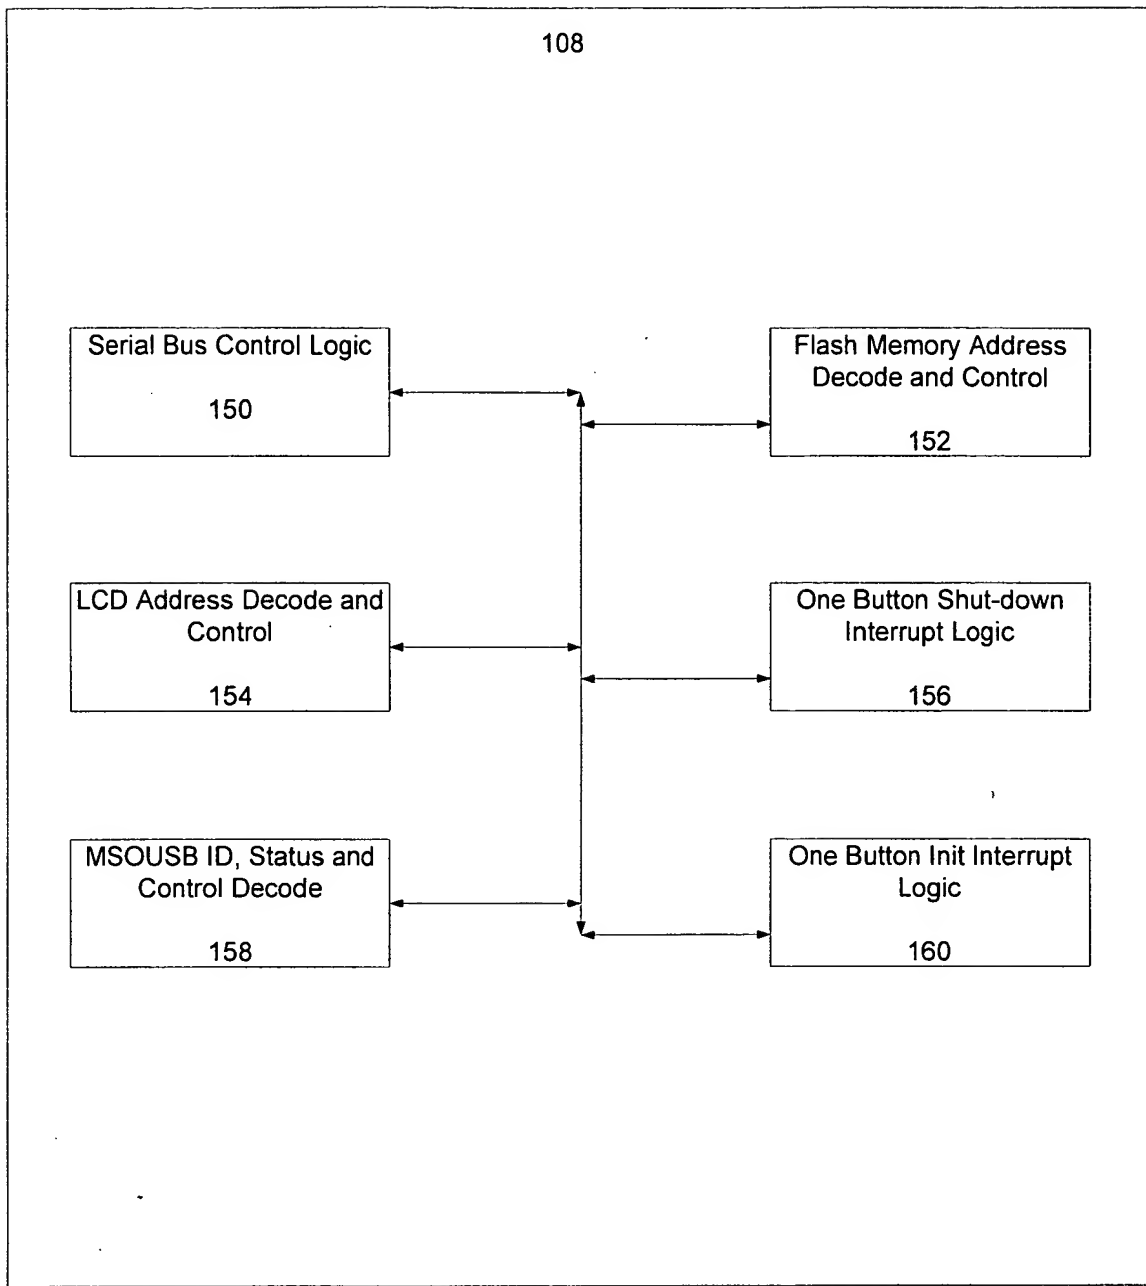 108
Serial Bus Control Logic
150
Flash Memory Address
Decode and Control
152
LCD Address Decode and
Control
154
One Button Shut-down
Interrupt Logic
156
MSOUSB ID, Status and
Control Decode
158
One Button Init Interrupt
Logic
160